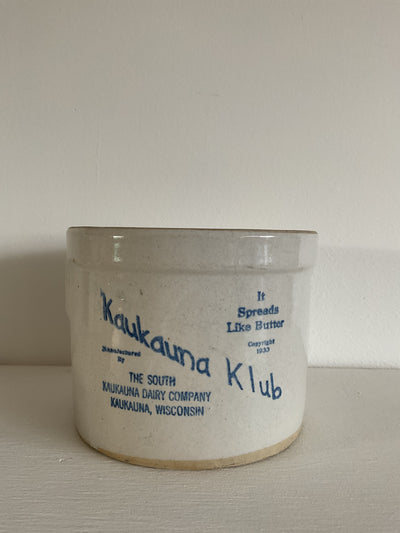 Kaukauna Klub
It
Spreads
Like Butter
Copyright
1933
Manufactured
By
THE SOUTH
KAUKAUNA DAIRY COMPANY
KAUKAUNA, WISCONSIN